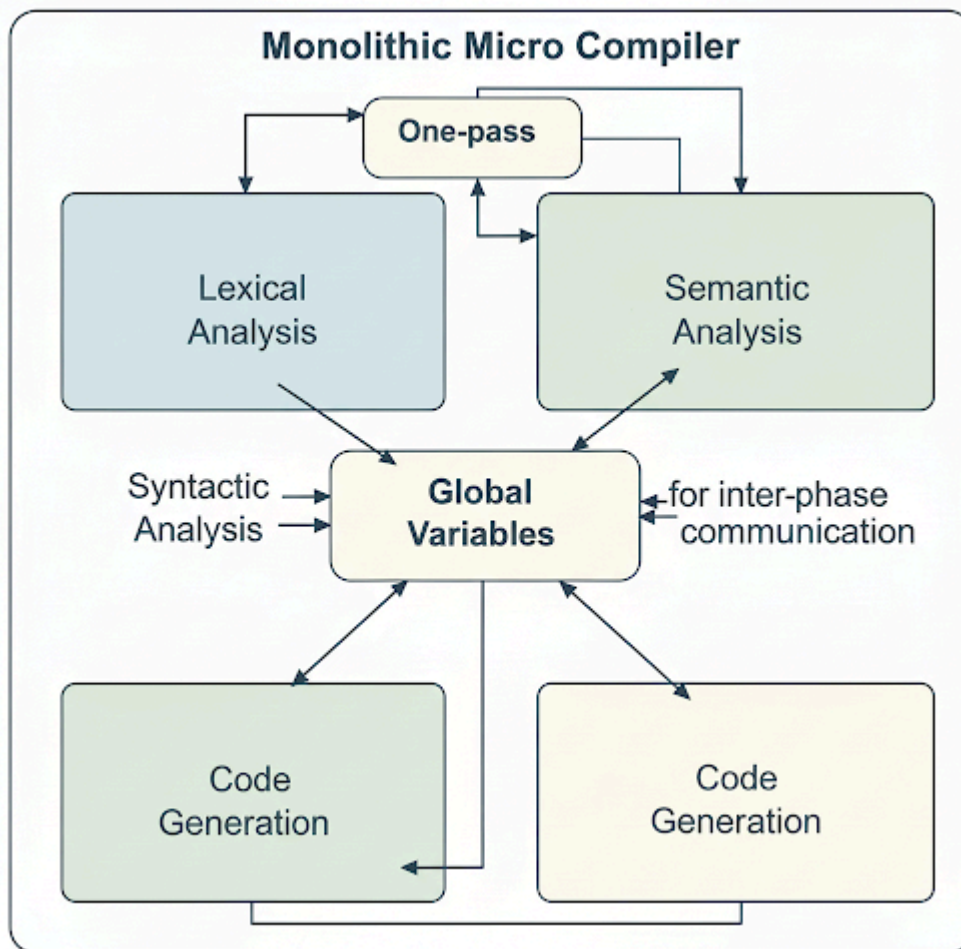 Monolithic Micro Compiler
One-pass
Lexical
Analysis
Semantic
Analysis
Syntactic
Analysis
Global
Variables
for inter-phase
communication
Code
Generation
Code
Generation